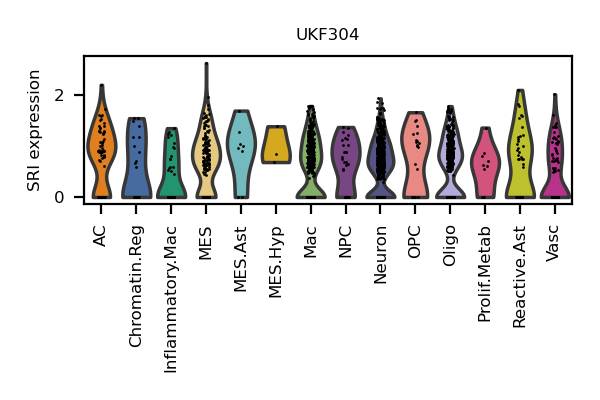 UKF304
SRI expression
2
0
AC
Chromatin.Reg
Inflammatory.Mac
MES
MES.Ast
MES.Hyp
Mac
NPC
Neuron
OPC
Oligo
Prolif.Metab
Reactive.Ast
Vasc